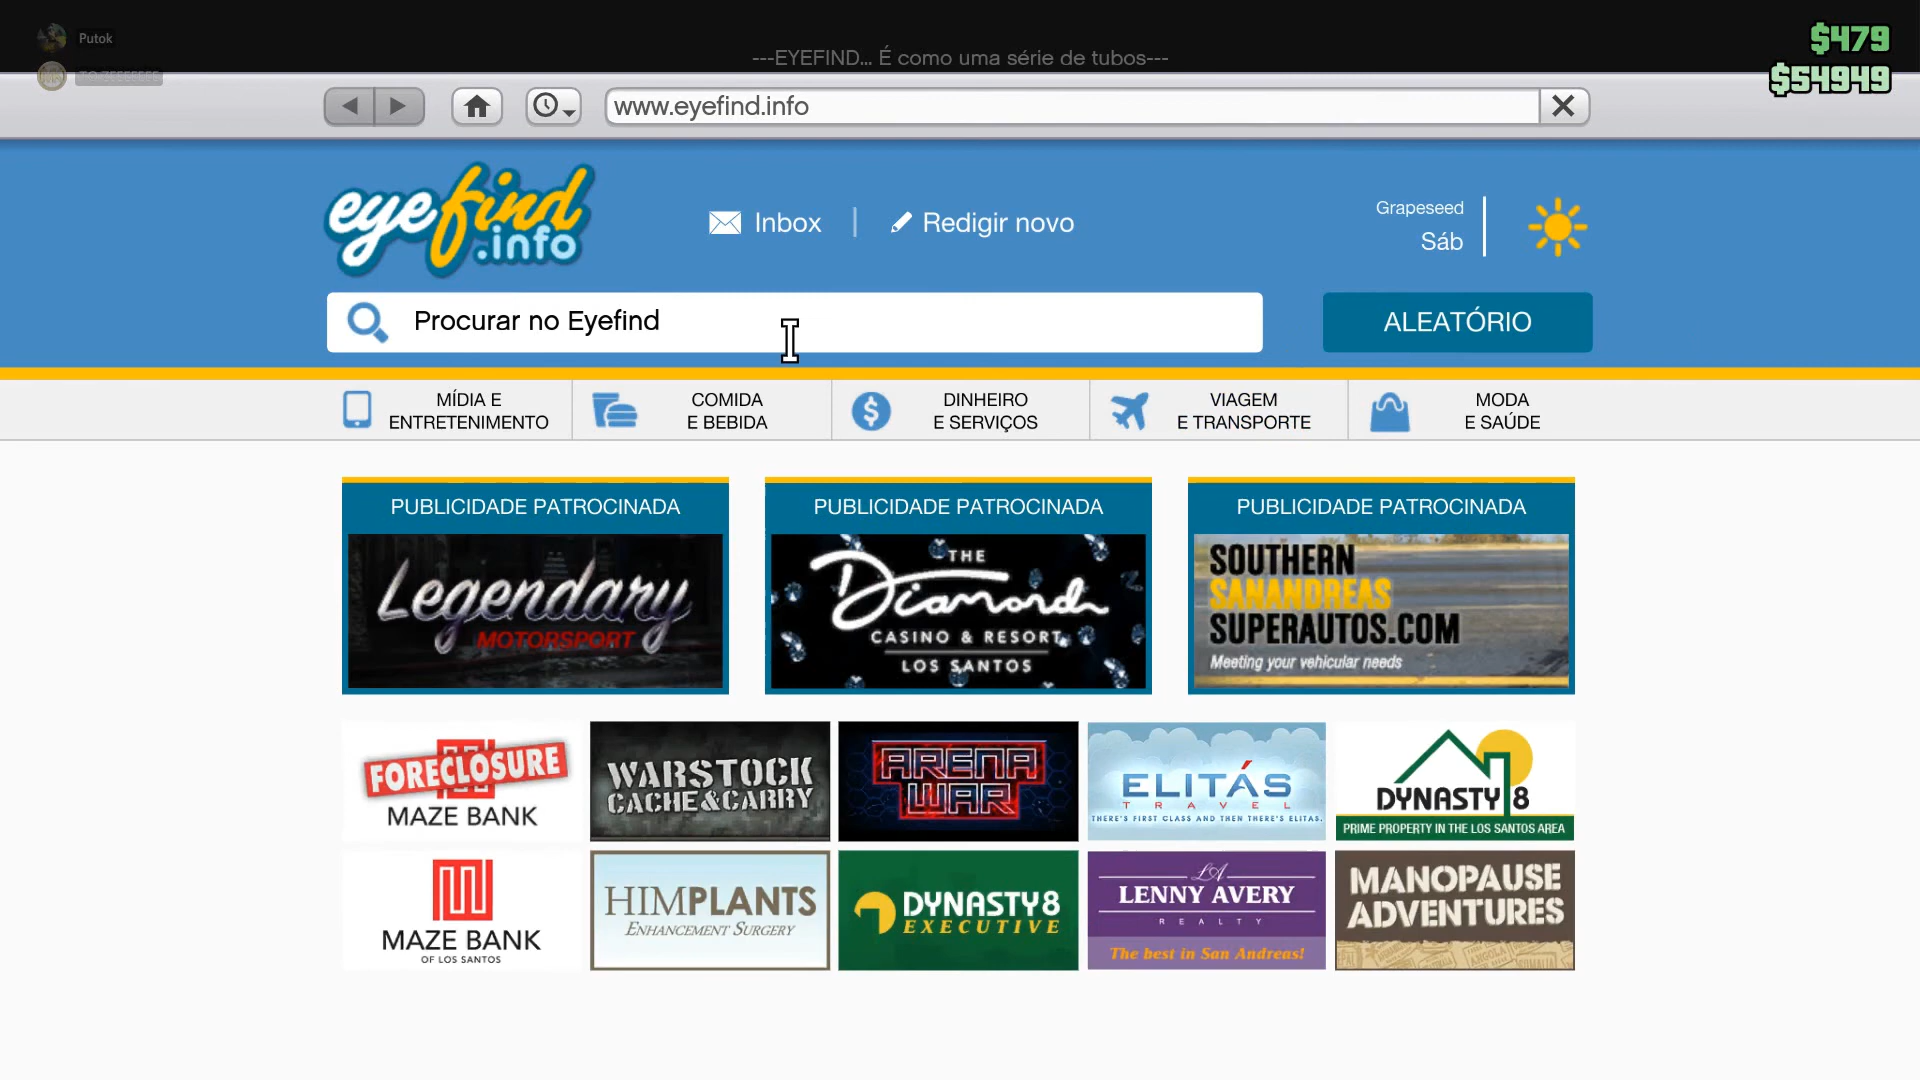 Putok
$479
---EYEFIND... É como uma série de tubos---
$54949
www.eyefind.info
eyefind
.info
Inbox
Redigir novo
Grapeseed
Sáb
Procurar no Eyefind
ALEATÓRIO
MÍDIA E
ENTRETENIMENTO
COMIDA
E BEBIDA
DINHEIRO
E SERVIÇOS
VIAGEM
E TRANSPORTE
MODA
E SAÚDE
PUBLICIDADE PATROCINADA
Legendary
MOTORSPORT
PUBLICIDADE PATROCINADA
THE
Diamond
CASINO & RESORT
LOS SANTOS
PUBLICIDADE PATROCINADA
SOUTHERN
SANANDREAS
SUPERAUTOS.COM
Meeting your vehicular needs
FORECLOSURE
MAZE BANK
WARSTOCK
CACHE&CARRY
ARENA
WAR
ELITÁS
TRAVEL
THERE'S FIRST CLASS AND THEN THERE'S ELITAS.
DYNASTY 8
PRIME PROPERTY IN THE LOS SANTOS AREA
MAZE BANK
OF LOS SANTOS
HIMPLANTS
ENHANCEMENT SURGERY
DYNASTY8
EXECUTIVE
LA
LENNY AVERY
REALTY
The best in San Andreas!
MANOPAUSE
ADVENTURES